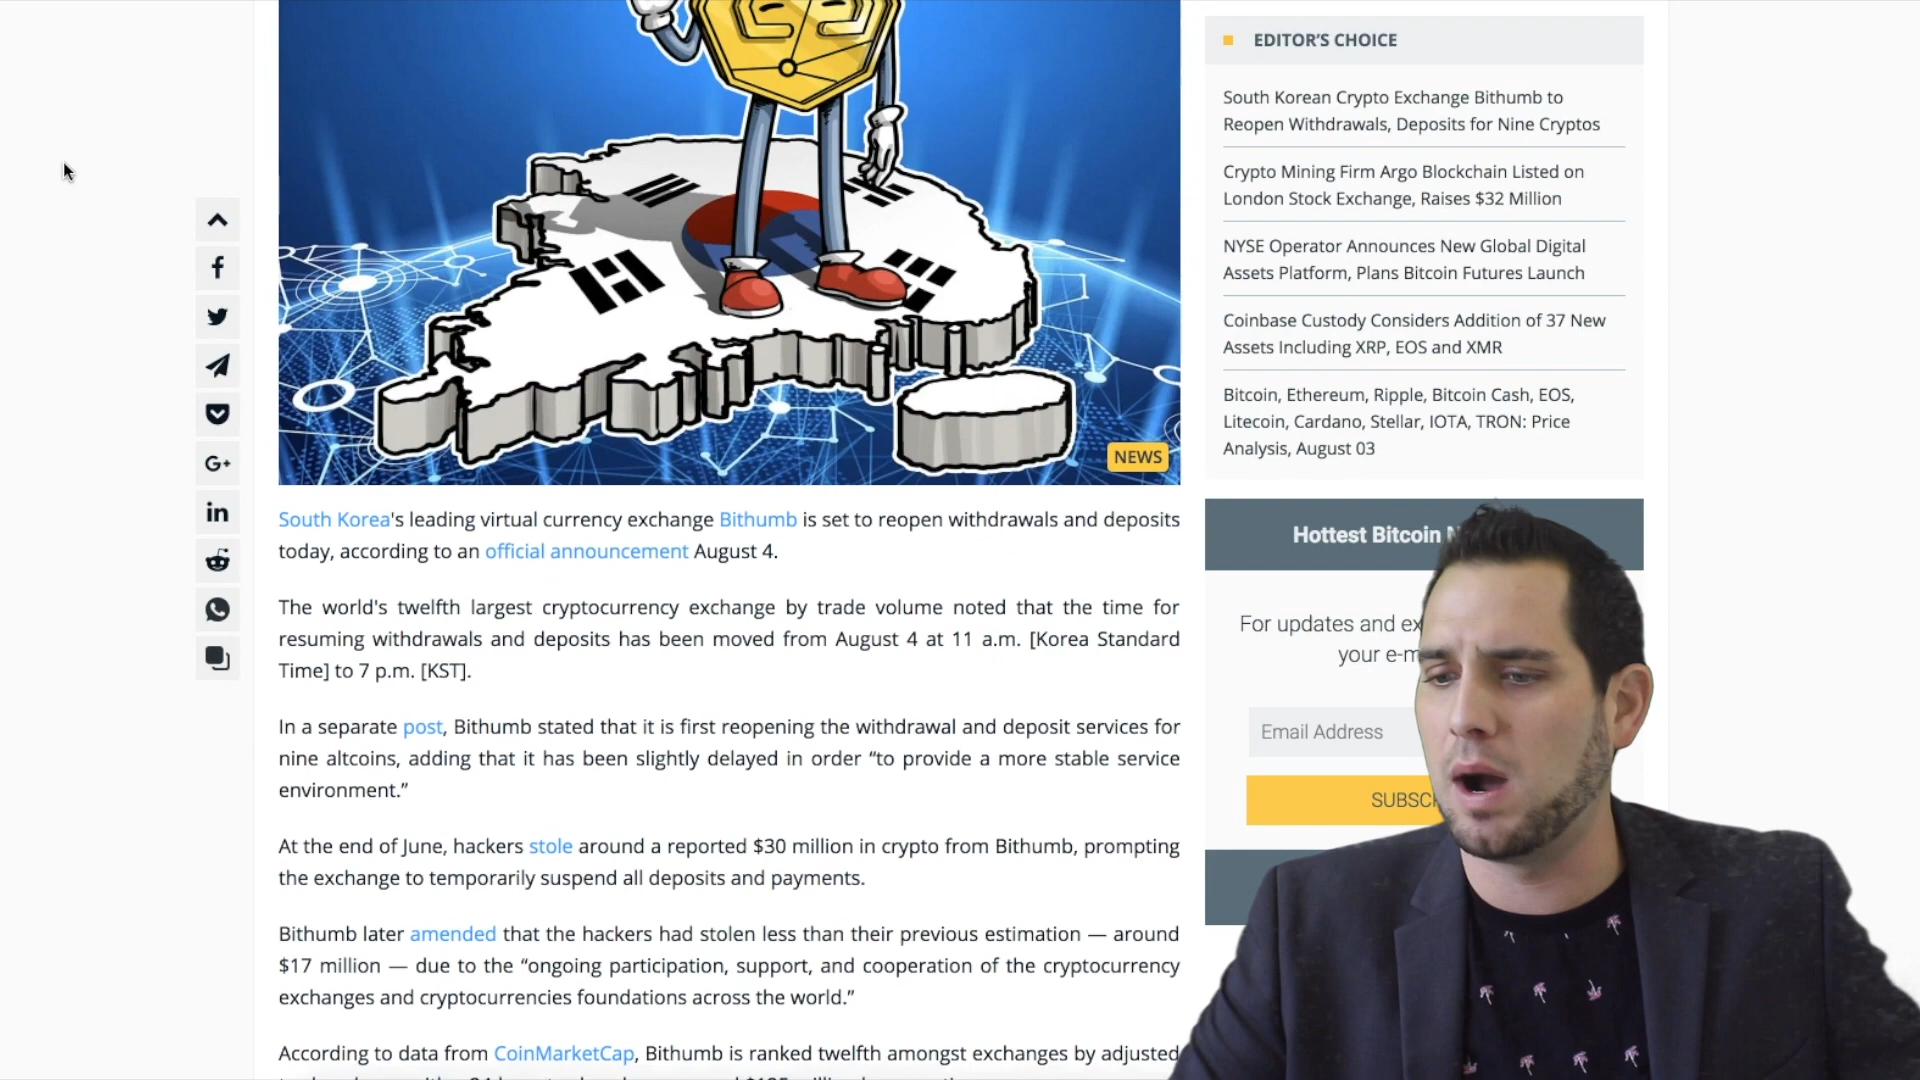 EDITOR'S CHOICE
South Korean Crypto Exchange Bithumb to
Reopen Withdrawals, Deposits for Nine Cryptos
Crypto Mining Firm Argo Blockchain Listed on
London Stock Exchange, Raises $32 Million
NYSE Operator Announces New Global Digital
Assets Platform, Plans Bitcoin Futures Launch
Coinbase Custody Considers Addition of 37 New
Assets Including XRP, EOS and XMR
Bitcoin, Ethereum, Ripple, Bitcoin Cash, EOS,
Litecoin, Cardano, Stellar, IOTA, TRON: Price
Analysis, August 03
NEWS
South Korea's leading virtual currency exchange Bithumb is set to reopen withdrawals and deposits
today, according to an official announcement August 4.
The world's twelfth largest cryptocurrency exchange by trade volume noted that the time for
resuming withdrawals and deposits has been moved from August 4 at 11 a.m. [Korea Standard
Time] to 7 p.m. [KST].
In a separate post, Bithumb stated that it is first reopening the withdrawal and deposit services for
nine altcoins, adding that it has been slightly delayed in order “to provide a more stable service
environment.”
At the end of June, hackers stole around a reported $30 million in crypto from Bithumb, prompting
the exchange to temporarily suspend all deposits and payments.
Bithumb later amended that the hackers had stolen less than their previous estimation — around
$17 million — due to the “ongoing participation, support, and cooperation of the cryptocurrency
exchanges and cryptocurrencies foundations across the world.”
According to data from CoinMarketCap, Bithumb is ranked twelfth amongst exchanges by adjusted
Hottest Bitcoin
For updates and
your
Email Address